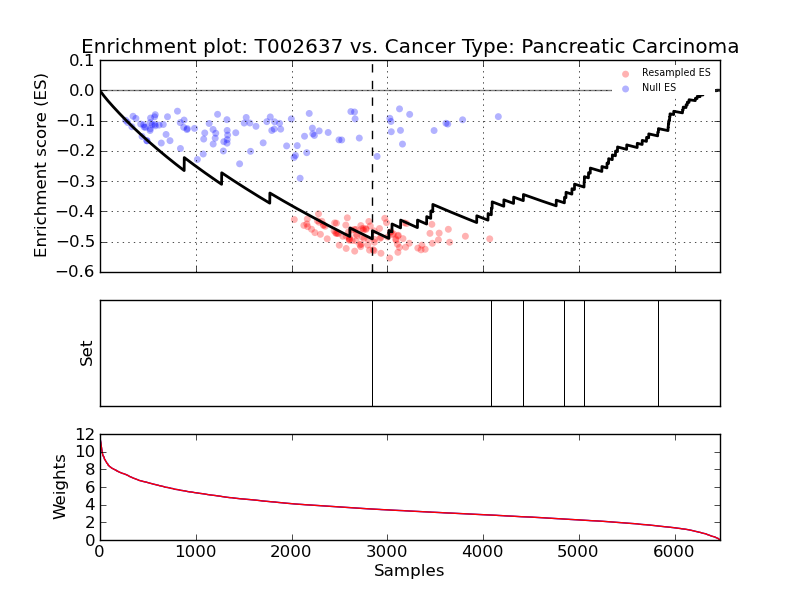 Enrichment plot: T002637 vs. Cancer Type: Pancreatic Carcinoma
Enrichment score (ES)
0.1
0.0
−0.1
−0.2
−0.3
−0.4
−0.5
−0.6
Resampled ES
Null ES
Set
Weights
12
10
8
6
4
2
0
0 1000 2000 3000 4000 5000 6000
Samples